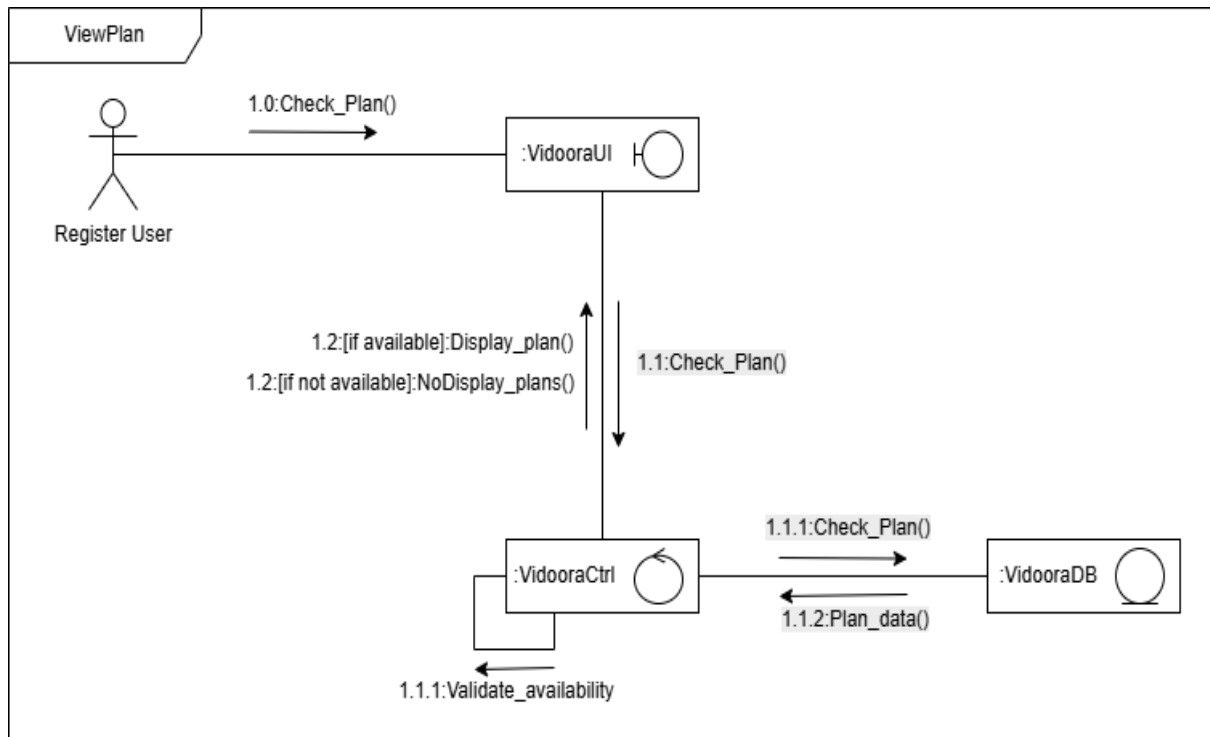 ViewPlan
1.0:Check_Plan()
:VidooraUI
Register User
1.2:[if available]:Display_plan()
1.2:[if not available]:NoDisplay_plans()
1.1:Check_Plan()
1.1.1:Check_Plan()
:VidooraCtrl
:VidooraDB
1.1.2:Plan_data()
1.1.1:Validate_availability